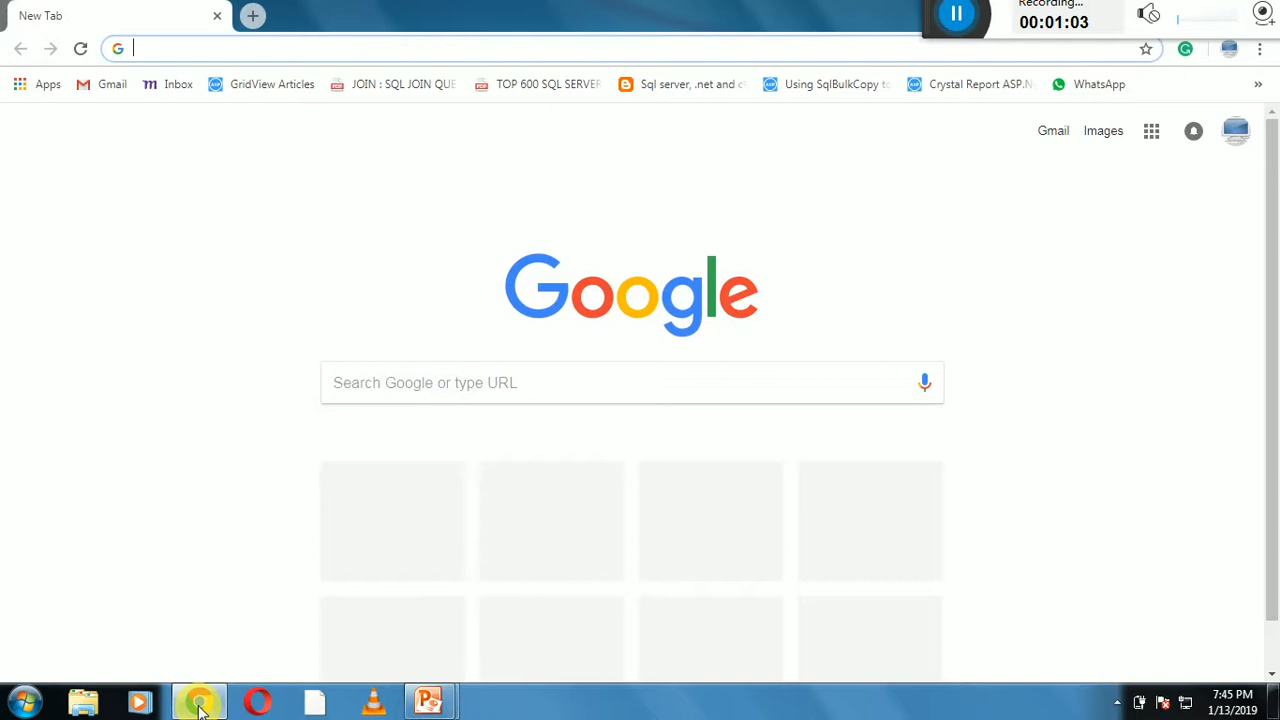 New Tab
Recording...
00:01:03
Apps
Gmail
Inbox
GridView Articles
JOIN : SQL JOIN QUE
TOP 600 SQL SERVER
Sql server, .net and c#
Using SqlBulkCopy to
Crystal Report ASP.N
WhatsApp
»
Gmail Images
Google
Search Google or type URL
7:45 PM
1/13/2019